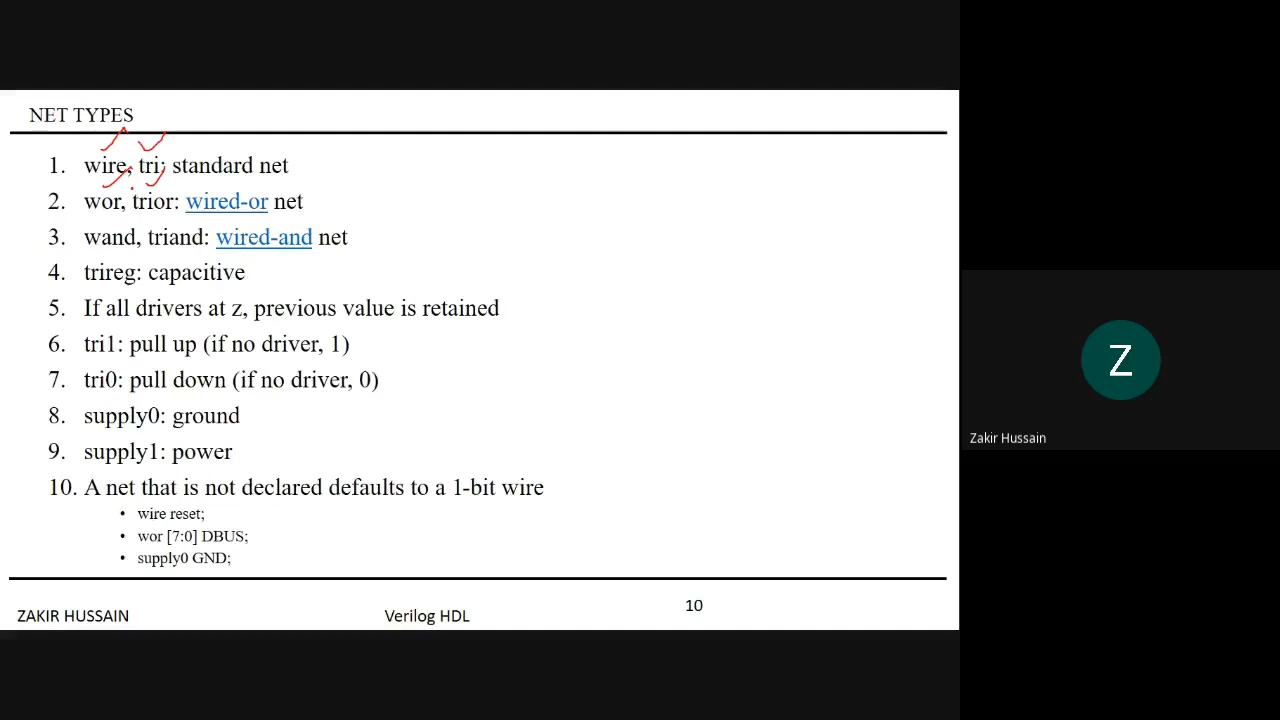 NET TYPES
1. wire, tri: standard net
2. wor, trior: wired-or net
3. wand, triand: wired-and net
4. trireg: capacitive
5. If all drivers at z, previous value is retained
6. tri1: pull up (if no driver, 1)
7. tri0: pull down (if no driver, 0)
8. supply0: ground
9. supply1: power
10. A net that is not declared defaults to a 1-bit wire
• wire reset;
• wor [7:0] DBUS;
• supply0 GND;
ZAKIR HUSSAIN Verilog HDL 10
Z
Zakir Hussain